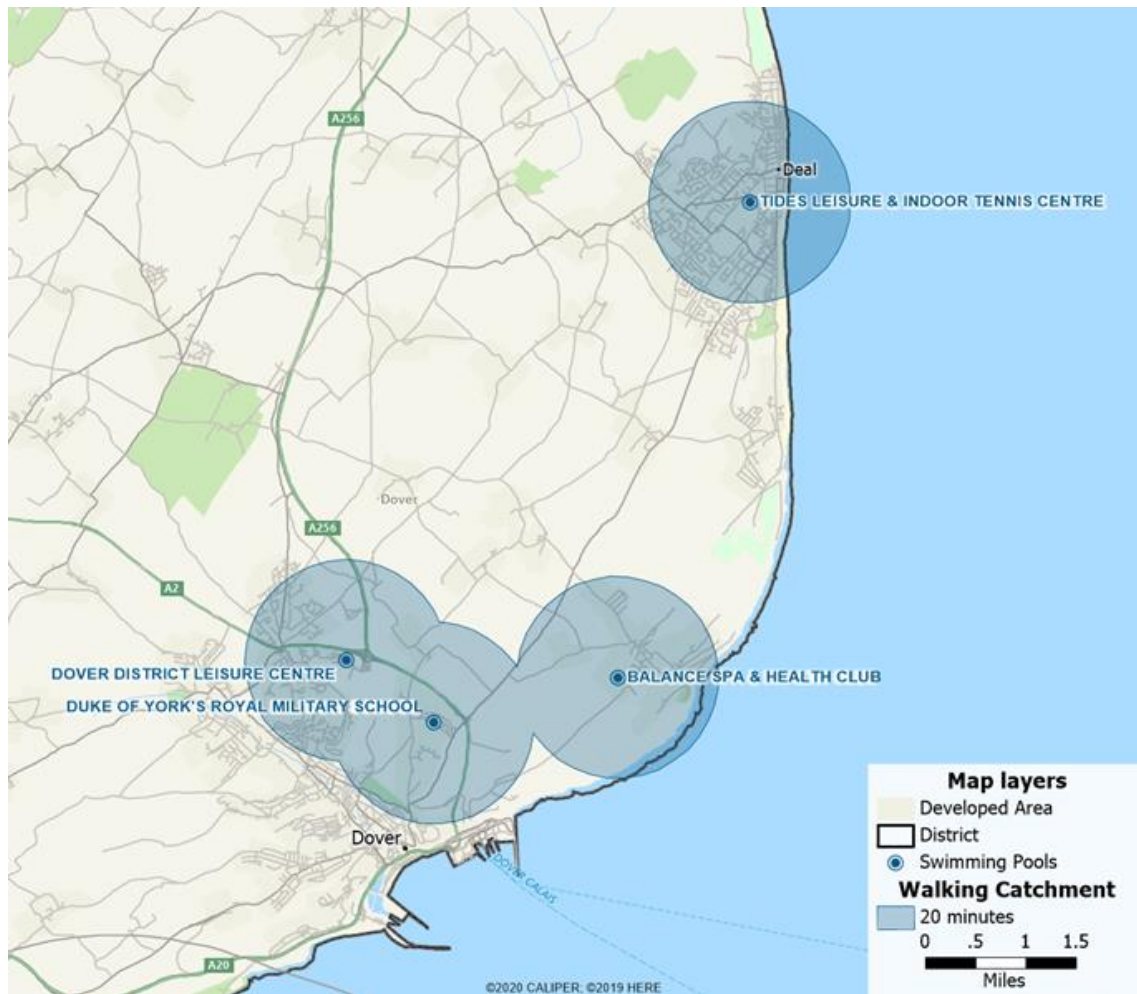 A256
Deal
TIDES LEISURE & INDOOR TENNIS CENTRE
Dover
A256
A2
DOVER DISTRICT LEISURE CENTRE
BALANCE SPA & HEALTH CLUB
DUKE OF YORK'S ROYAL MILITARY SCHOOL
Dover
DOVER CALAIS
A20
Map layers
Developed Area
District
Swimming Pools
Walking Catchment
20 minutes
0 .5 1 1.5
Miles
©2020 CALIPER; ©2019 HERE